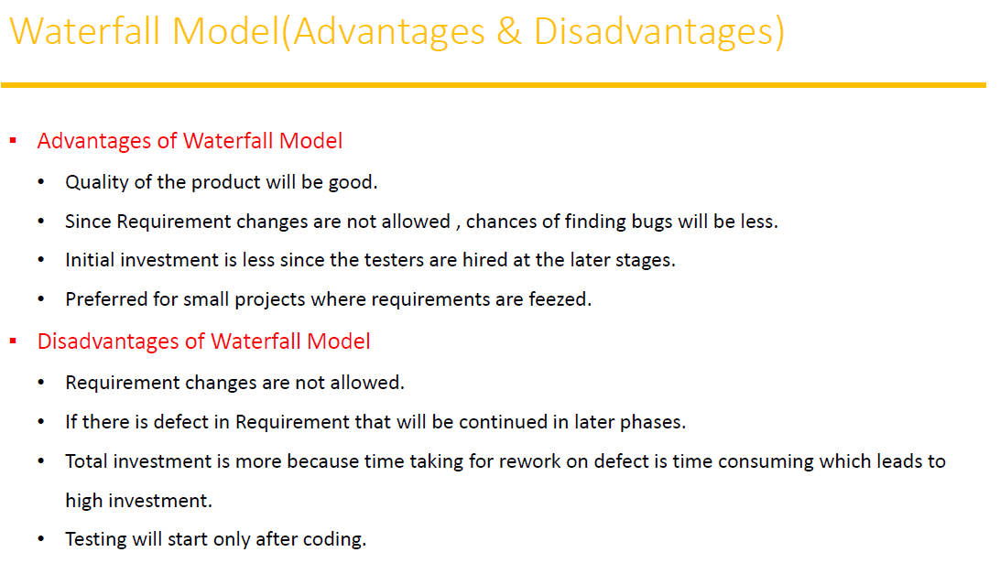 Waterfall Model(Advantages & Disadvantages)
▪ Advantages of Waterfall Model
• Quality of the product will be good.
• Since Requirement changes are not allowed , chances of finding bugs will be less.
• Initial investment is less since the testers are hired at the later stages.
• Preferred for small projects where requirements are feezed.
▪ Disadvantages of Waterfall Model
• Requirement changes are not allowed.
• If there is defect in Requirement that will be continued in later phases.
• Total investment is more because time taking for rework on defect is time consuming which leads to
high investment.
• Testing will start only after coding.